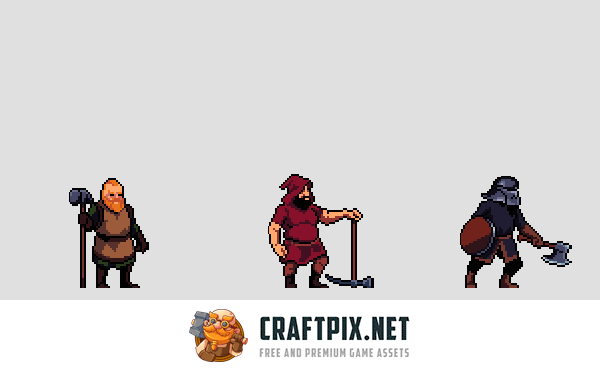 CRAFTPIX.NET
FREE AND PREMIUM GAME ASSETS